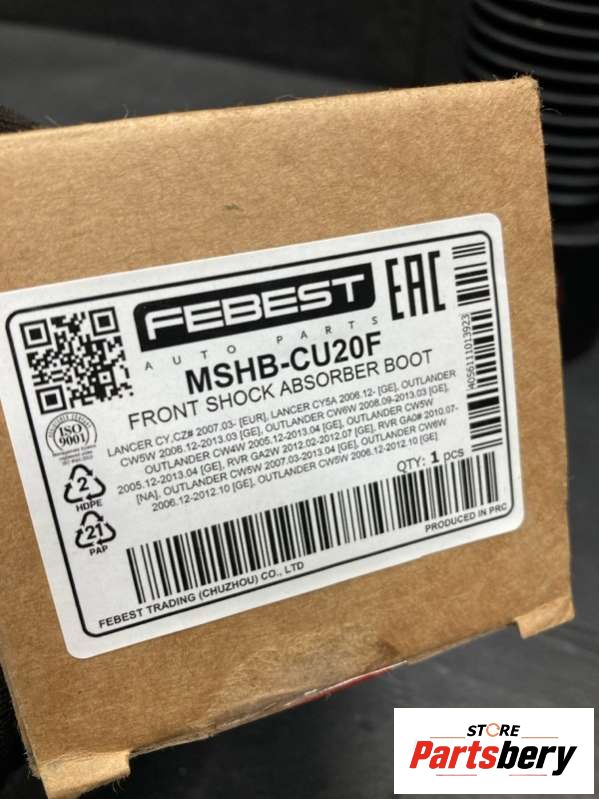 FEBEST
AUTO PARTS
EAC
MSHB-CU20F
FRONT SHOCK ABSORBER BOOT
LANCER CY,CZ# 2007.03- [EUR], LANCER CY5A 2006.12- [GE], OUTLANDER
CW5W 2006.12-2013.03 [GE], OUTLANDER CW6W 2008.09-2013.03 [GE],
OUTLANDER CW4W 2005.12-2013.04 [GE], OUTLANDER CW5W
2005.12-2013.04 [GE], RVR GA2W 2012.02-2012.07 [GE], RVR GA0# 2010.07-
[NA], OUTLANDER CW5W 2007.03-2013.04 [GE], OUTLANDER CW6W
2006.12-2012.10 [GE], OUTLANDER CW5W 2006.12-2012.10 [GE]
QTY: 1 PCS
4056111013923
ISO
9001
2
HDPE
21
PAP
FEBEST TRADING (CHUZHOU) CO., LTD
PRODUCED IN PRC
STORE
Partsbery